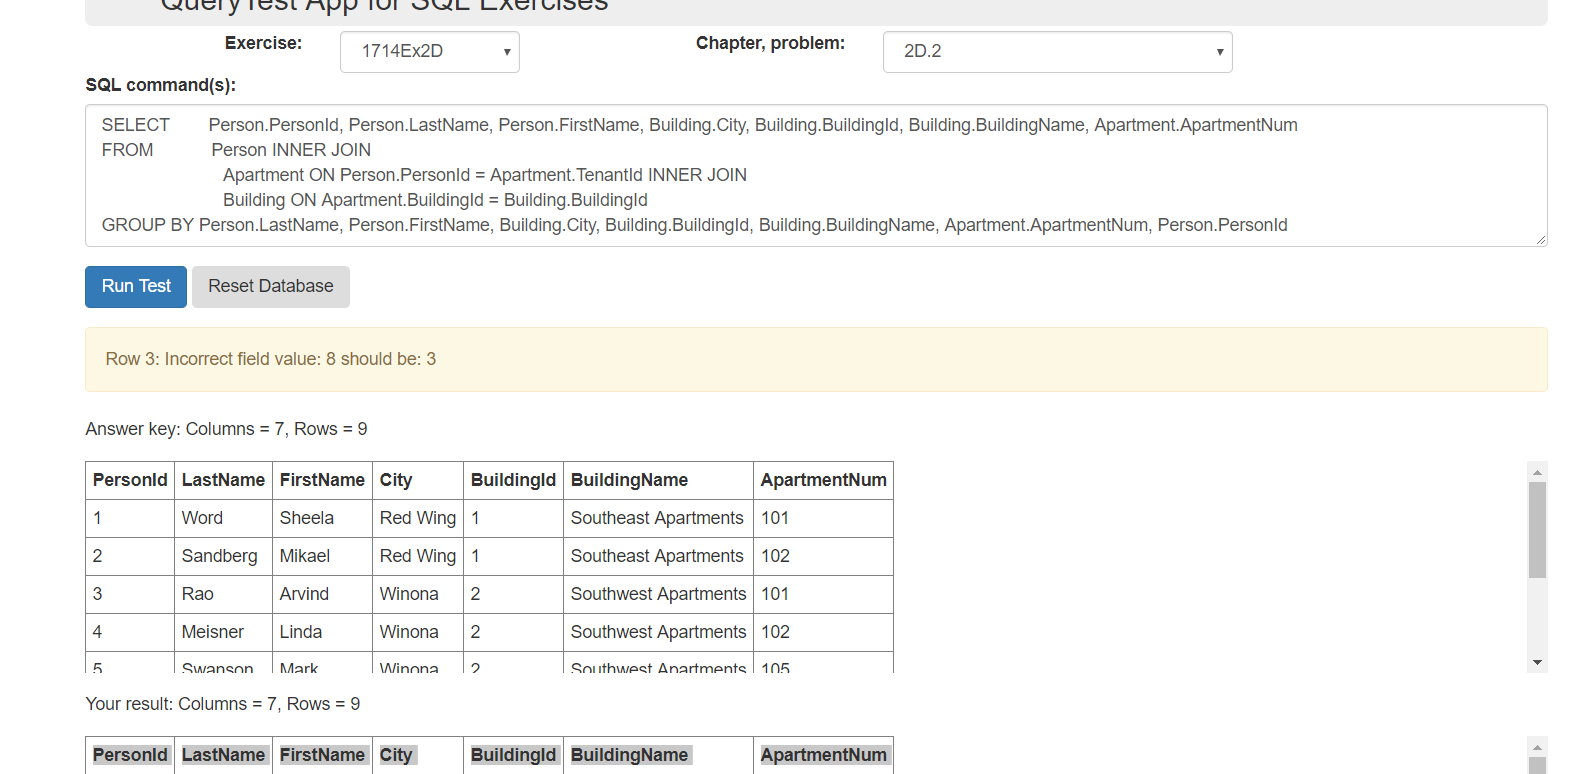 QueryTest App for SQL Exercises
Exercise: 1714Ex2D Chapter, problem: 2D.2
SQL command(s):
SELECT Person.PersonId, Person.LastName, Person.FirstName, Building.City, Building.BuildingId, Building.BuildingName, Apartment.ApartmentNum
FROM Person INNER JOIN
Apartment ON Person.PersonId = Apartment.TenantId INNER JOIN
Building ON Apartment.BuildingId = Building.BuildingId
GROUP BY Person.LastName, Person.FirstName, Building.City, Building.BuildingId, Building.BuildingName, Apartment.ApartmentNum, Person.PersonId
Run Test Reset Database
Row 3: Incorrect field value: 8 should be: 3
Answer key: Columns = 7, Rows = 9
PersonId LastName FirstName City BuildingId BuildingName ApartmentNum
1 Word Sheela Red Wing 1 Southeast Apartments 101
2 Sandberg Mikael Red Wing 1 Southeast Apartments 102
3 Rao Arvind Winona 2 Southwest Apartments 101
4 Meisner Linda Winona 2 Southwest Apartments 102
5 Swanson Mark Winona 2 Southwest Apartments 105
Your result: Columns = 7, Rows = 9
PersonId LastName FirstName City BuildingId BuildingName ApartmentNum